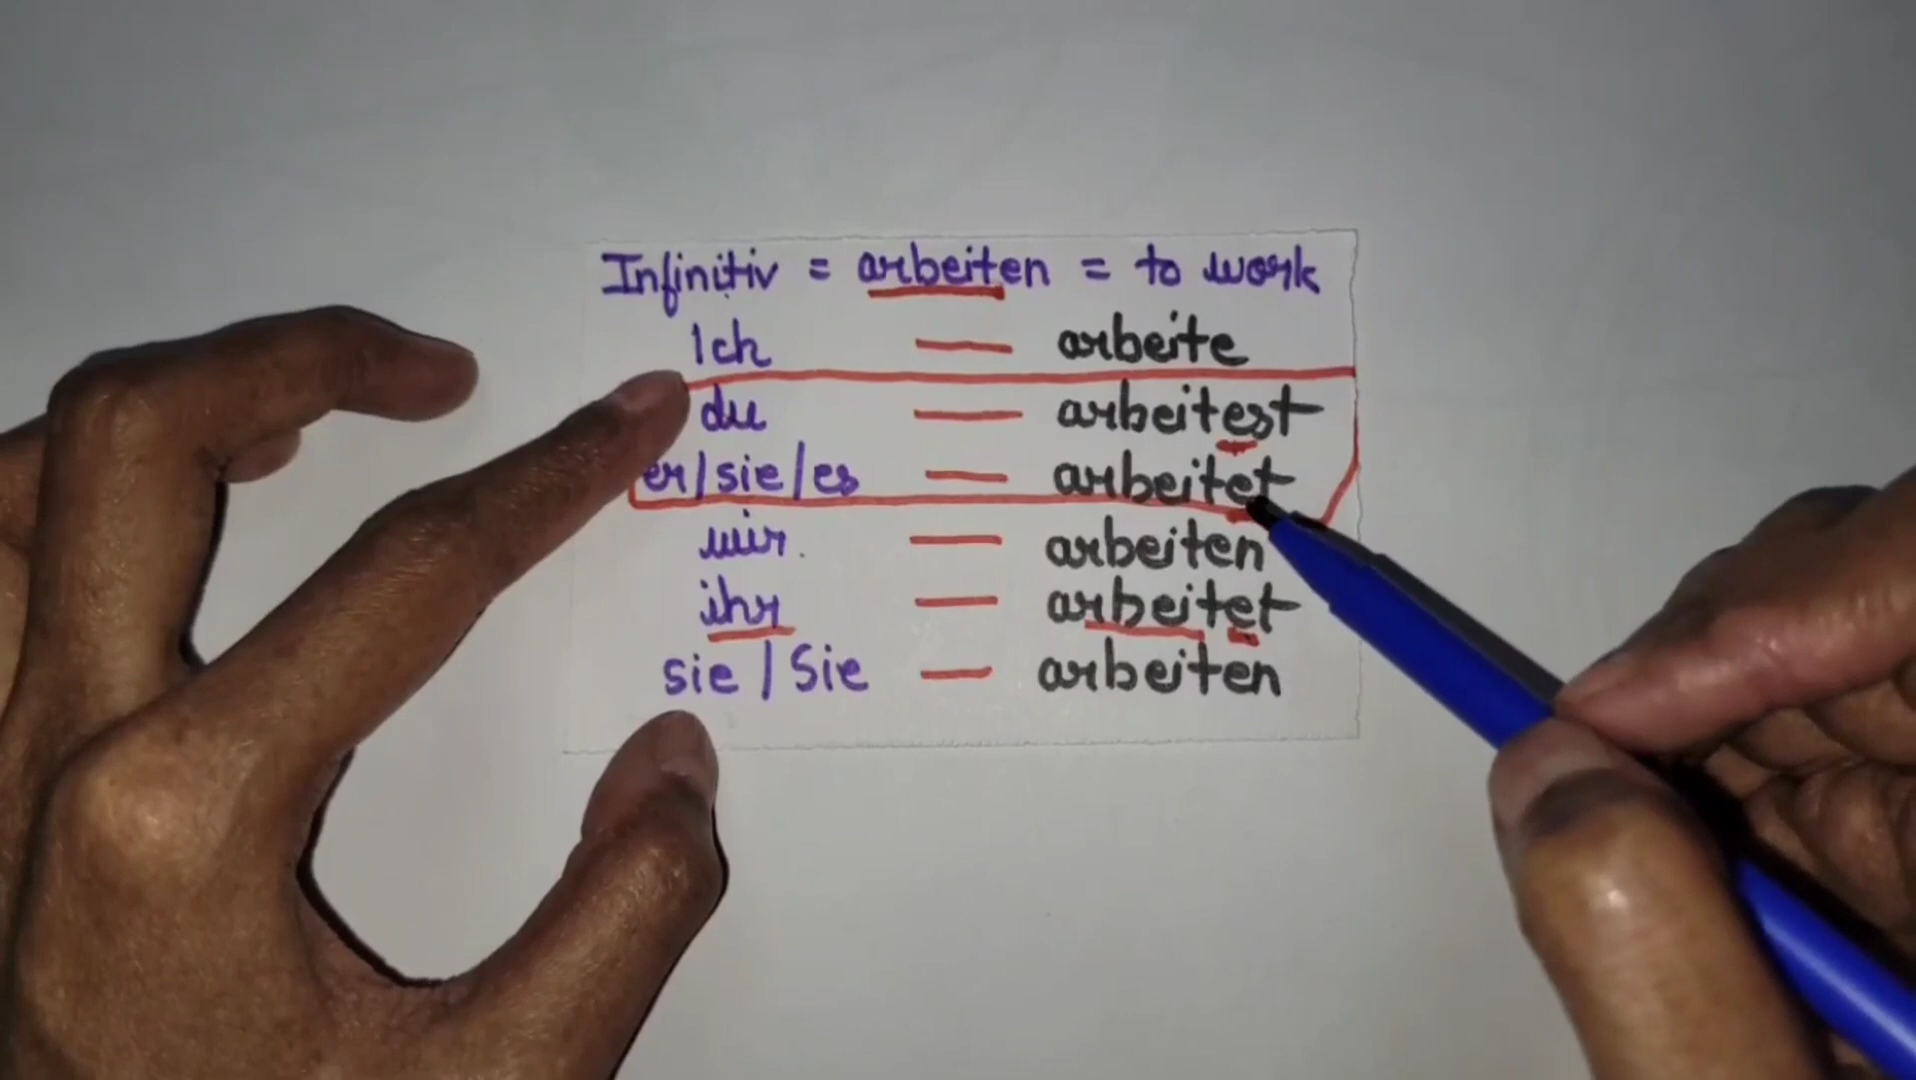 Infinitiv = arbeiten = to work
Ich — arbeite
du — arbeitest
er/sie/es — arbeitet
wir. — arbeiten
ihr — arbeitet
sie / Sie — arbeiten